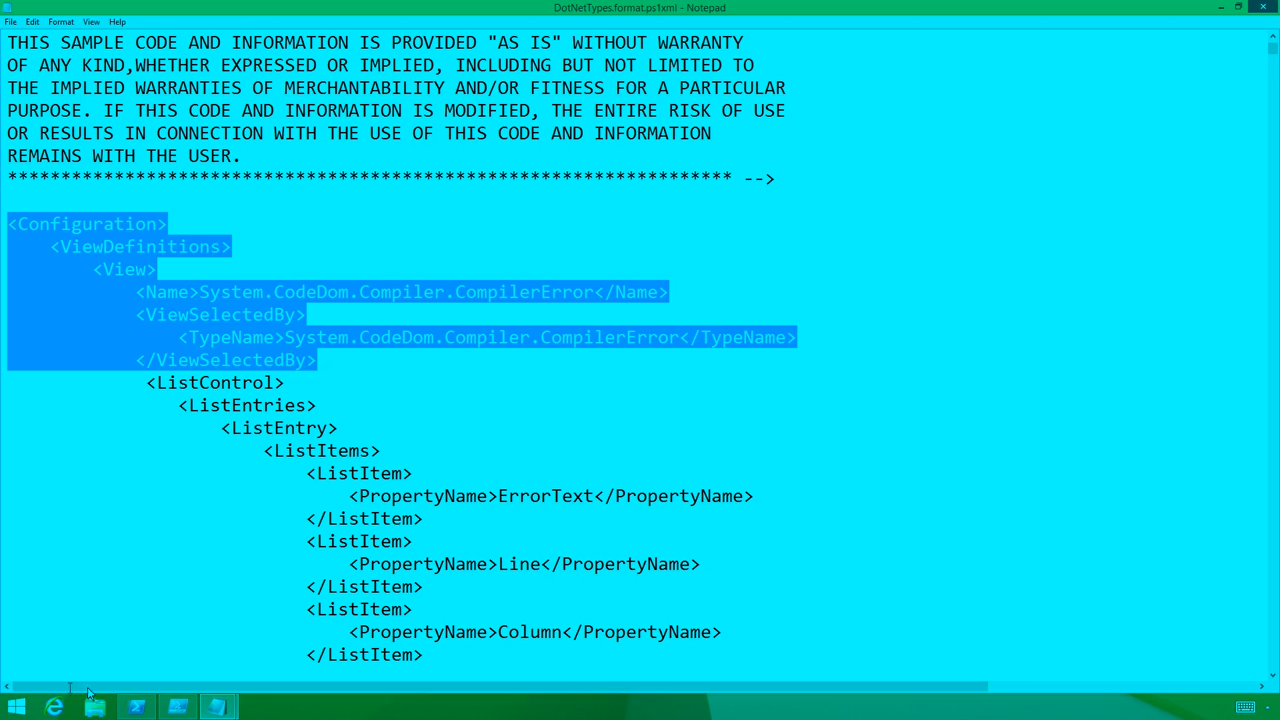 DotNetTypes.format.ps1xml - Notepad
File Edit Format View Help
THIS SAMPLE CODE AND INFORMATION IS PROVIDED "AS IS" WITHOUT WARRANTY
OF ANY KIND,WHETHER EXPRESSED OR IMPLIED, INCLUDING BUT NOT LIMITED TO
THE IMPLIED WARRANTIES OF MERCHANTABILITY AND/OR FITNESS FOR A PARTICULAR
PURPOSE. IF THIS CODE AND INFORMATION IS MODIFIED, THE ENTIRE RISK OF USE
OR RESULTS IN CONNECTION WITH THE USE OF THIS CODE AND INFORMATION
REMAINS WITH THE USER.
******************************************************************** -->
<Configuration>
<ViewDefinitions>
<View>
<Name>System.CodeDom.Compiler.CompilerError</Name>
<ViewSelectedBy>
<TypeName>System.CodeDom.Compiler.CompilerError</TypeName>
</ViewSelectedBy>
<ListControl>
<ListEntries>
<ListEntry>
<ListItems>
<ListItem>
<PropertyName>ErrorText</PropertyName>
</ListItem>
<ListItem>
<PropertyName>Line</PropertyName>
</ListItem>
<ListItem>
<PropertyName>Column</PropertyName>
</ListItem>